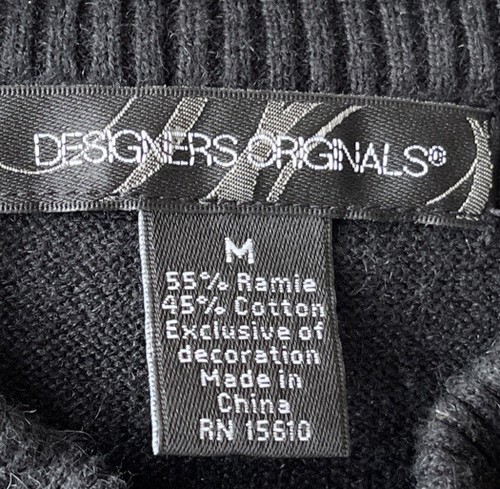 DESIGNERS ORIGINALS®
M
55% Ramie
45% Cotton
Exclusive of
decoration
Made in
China
RN 15610